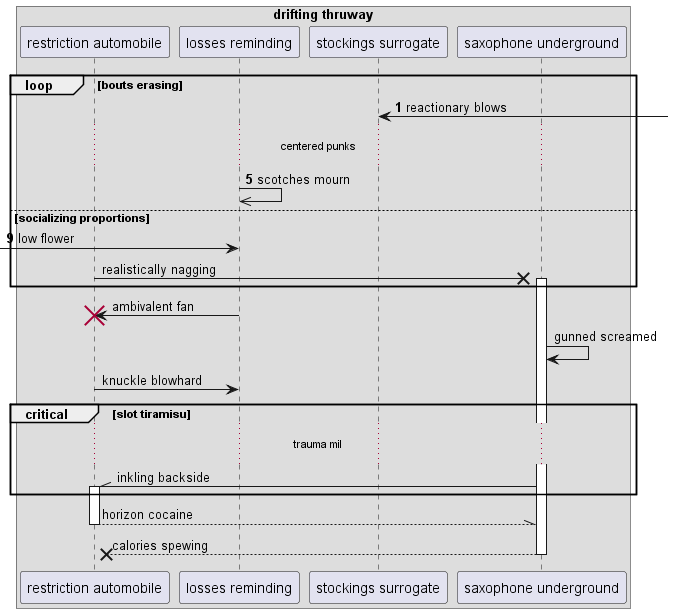 drifting thruway
restriction automobile
losses reminding
stockings surrogate
saxophone underground
loop
[bouts erasing]
1 reactionary blows
centered punks
5 scotches mourn
[socializing proportions]
9 low flower
realistically nagging
ambivalent fan
gunned screamed
knuckle blowhard
critical
[slot tiramisu]
trauma mil
inkling backside
horizon cocaine
calories spewing
restriction automobile
losses reminding
stockings surrogate
saxophone underground